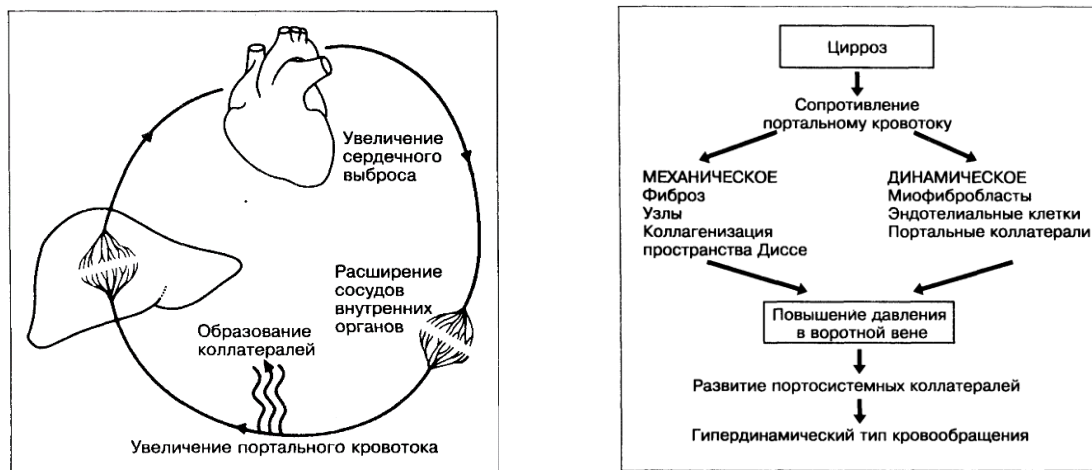 Увеличение
сердечного
выброса
Расширение
сосудов
внутренних
органов
Образование
коллатералей
Увеличение портального кровотока
Цирроз
Сопротивление
портальному кровотоку
МЕХАНИЧЕСКОЕ
Фиброз
Узлы
Коллагенизация
пространства Диссе
ДИНАМИЧЕСКОЕ
Миофибробласты
Эндотелиальные клетки
Портальные коллатерали
Повышение давления
в воротной вене
Развитие портосистемных коллатералей
Гипердинамический тип кровообращения